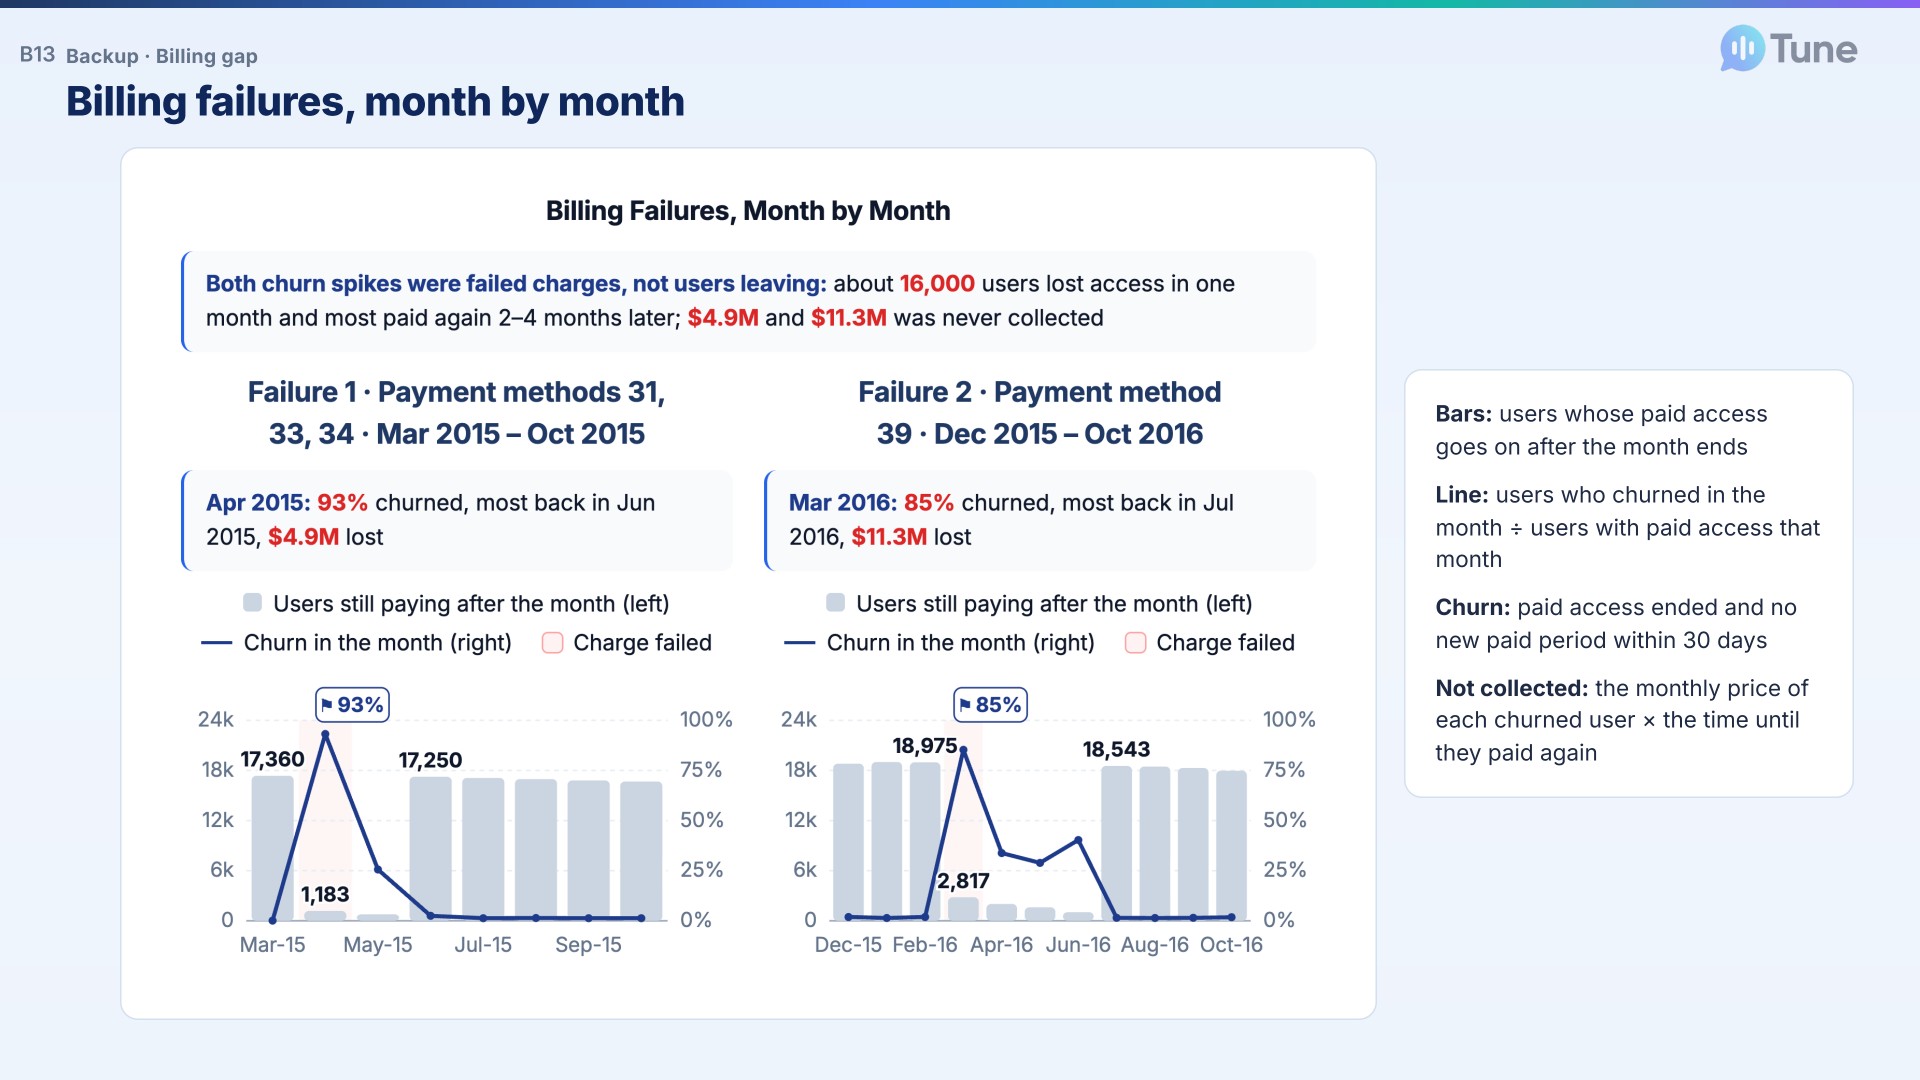 B13 Backup · Billing gap
Tune
Billing failures, month by month
Billing Failures, Month by Month
Both churn spikes were failed charges, not users leaving: about 16,000 users lost access in one
month and most paid again 2–4 months later; $4.9M and $11.3M was never collected
Failure 1 · Payment methods 31,
33, 34 · Mar 2015 – Oct 2015
Apr 2015: 93% churned, most back in Jun
2015, $4.9M lost
Users still paying after the month (left)
Churn in the month (right) Charge failed
93%
24k 100%
17,360 17,250
18k 75%
12k 50%
6k 25%
1,183
0 0%
Mar-15 May-15 Jul-15 Sep-15
Failure 2 · Payment method
39 · Dec 2015 – Oct 2016
Mar 2016: 85% churned, most back in Jul
2016, $11.3M lost
Users still paying after the month (left)
Churn in the month (right) Charge failed
85%
24k 100%
18,975 18,543
18k 75%
12k 50%
6k 25%
2,817
0 0%
Dec-15 Feb-16 Apr-16 Jun-16 Aug-16 Oct-16
Bars: users whose paid access
goes on after the month ends
Line: users who churned in the
month ÷ users with paid access that
month
Churn: paid access ended and no
new paid period within 30 days
Not collected: the monthly price of
each churned user × the time until
they paid again